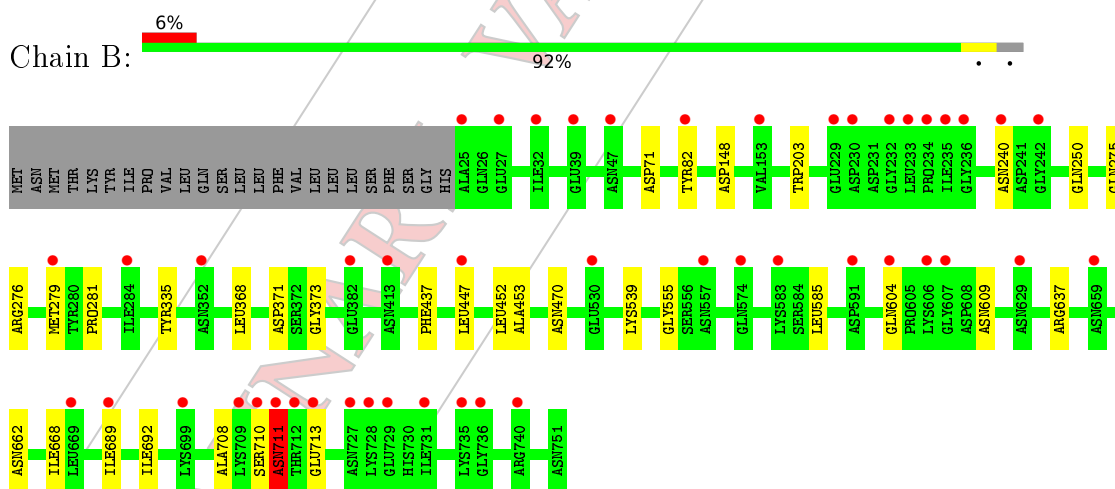 6%
Chain B:
92%
MET ASN MET THR LYS TYR ILE PRO VAL LEU GLN SER LEU LEU PHE VAL LEU LEU LEU SER PHE SER GLY HIS ALA25 GLN26 GLU27 ILE32 GLU39 ASN47 ASP71 TYR82 ASP148 VAL153 TRP203 GLU229 ASP230 ASP231 GLY232 LEU233 PRO234 ILE235 GLY236 ASN240 ASP241 GLY242 GLN250 GLN275
ARG276 MET279 TYR280 PRO281 ILE284 TYR335 ASN352 LEU368 ASP371 SER372 GLY373 GLU382 ASN413 PHE437 LEU447 LEU452 ALA453 ASN470 GLU530 LYS539 GLY555 SER556 ASN557 GLN574 LYS583 SER584 LEU585 ASP591 GLN604 PRO605 LYS606 GLY607 ASP608 ASN609 ASN629 ARG637 ASN659
ASN662 ILE668 LEU669 ILE689 ILE692 LYS699 ALA708 LYS709 SER710 ASN711 THR712 GLU713 ASN727 LYS728 GLU729 HIS730 ILE731 LYS735 GLY736 ARG740 ASN751